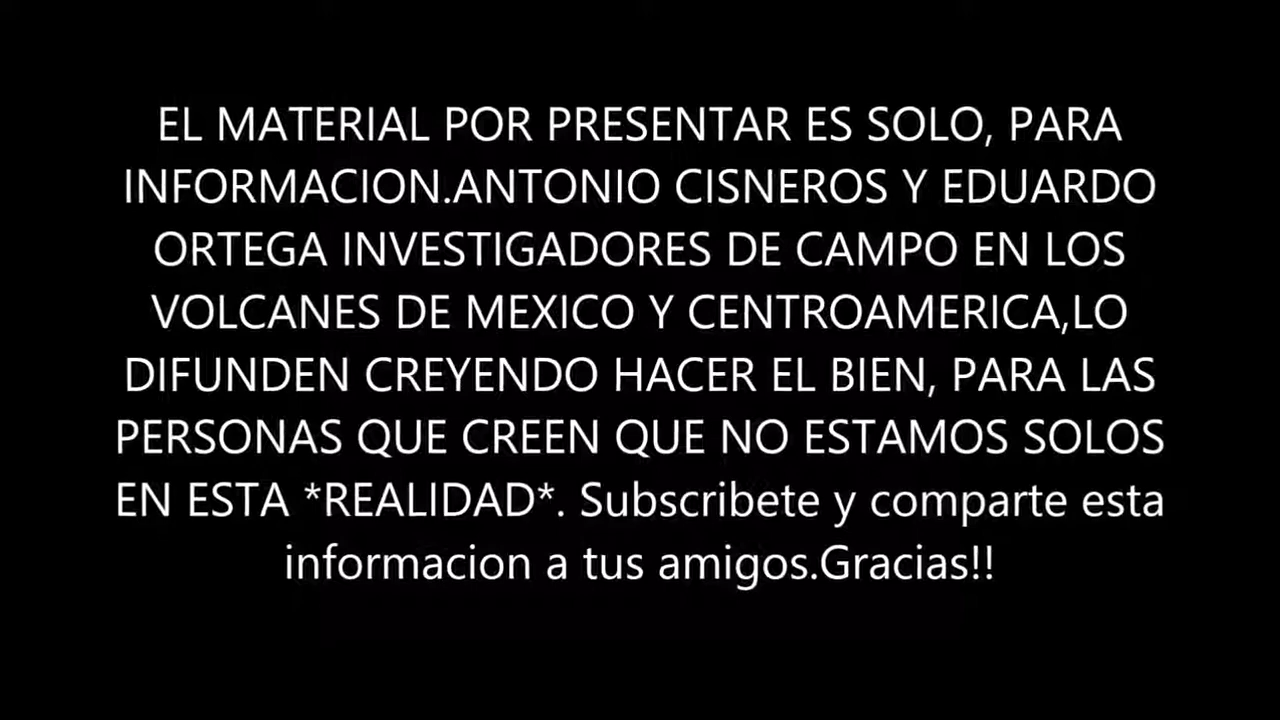 EL MATERIAL POR PRESENTAR ES SOLO, PARA
INFORMACION.ANTONIO CISNEROS Y EDUARDO
ORTEGA INVESTIGADORES DE CAMPO EN LOS
VOLCANES DE MEXICO Y CENTROAMERICA,LO
DIFUNDEN CREYENDO HACER EL BIEN, PARA LAS
PERSONAS QUE CREEN QUE NO ESTAMOS SOLOS
EN ESTA *REALIDAD*. Subscribete y comparte esta
informacion a tus amigos.Gracias!!